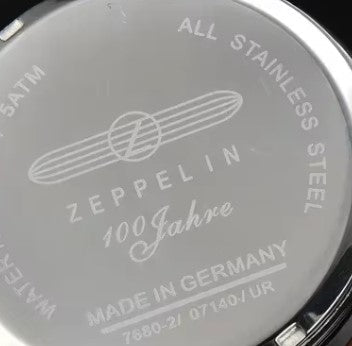 5ATM
ALL STAINLESS STEEL
ZEPPELIN
100 Jahre
MADE IN GERMANY
7680-2/ 07140/UR